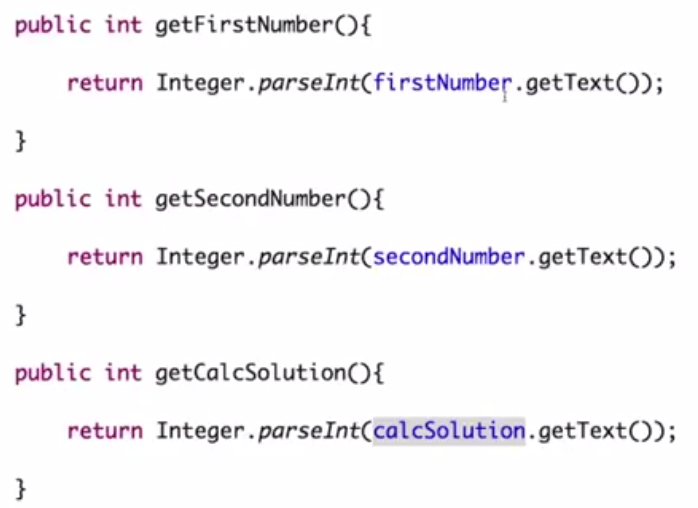 public int getFirstNumber(){
return Integer.parseInt(firstNumber.getText());
}
public int getSecondNumber(){
return Integer.parseInt(secondNumber.getText());
}
public int getCalcSolution(){
return Integer.parseInt(calcSolution.getText());
}